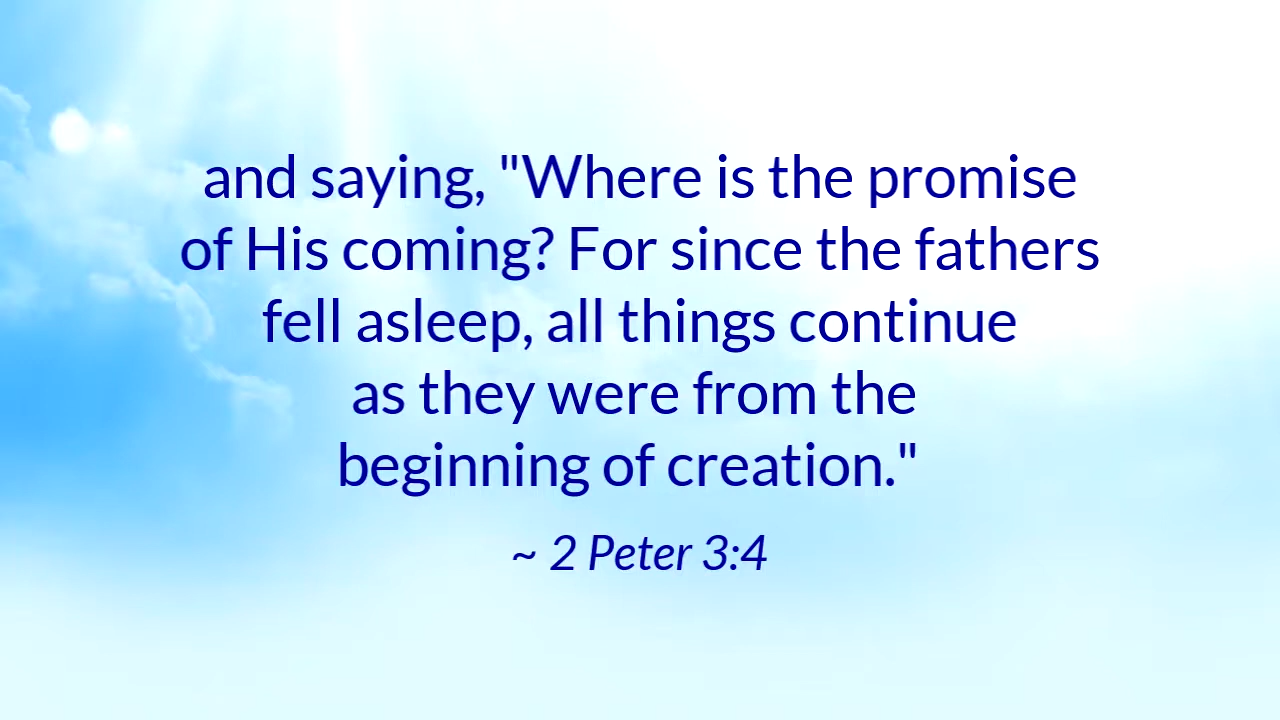 and saying, "Where is the promise
of His coming? For since the fathers
fell asleep, all things continue
as they were from the
beginning of creation."
~ 2 Peter 3:4